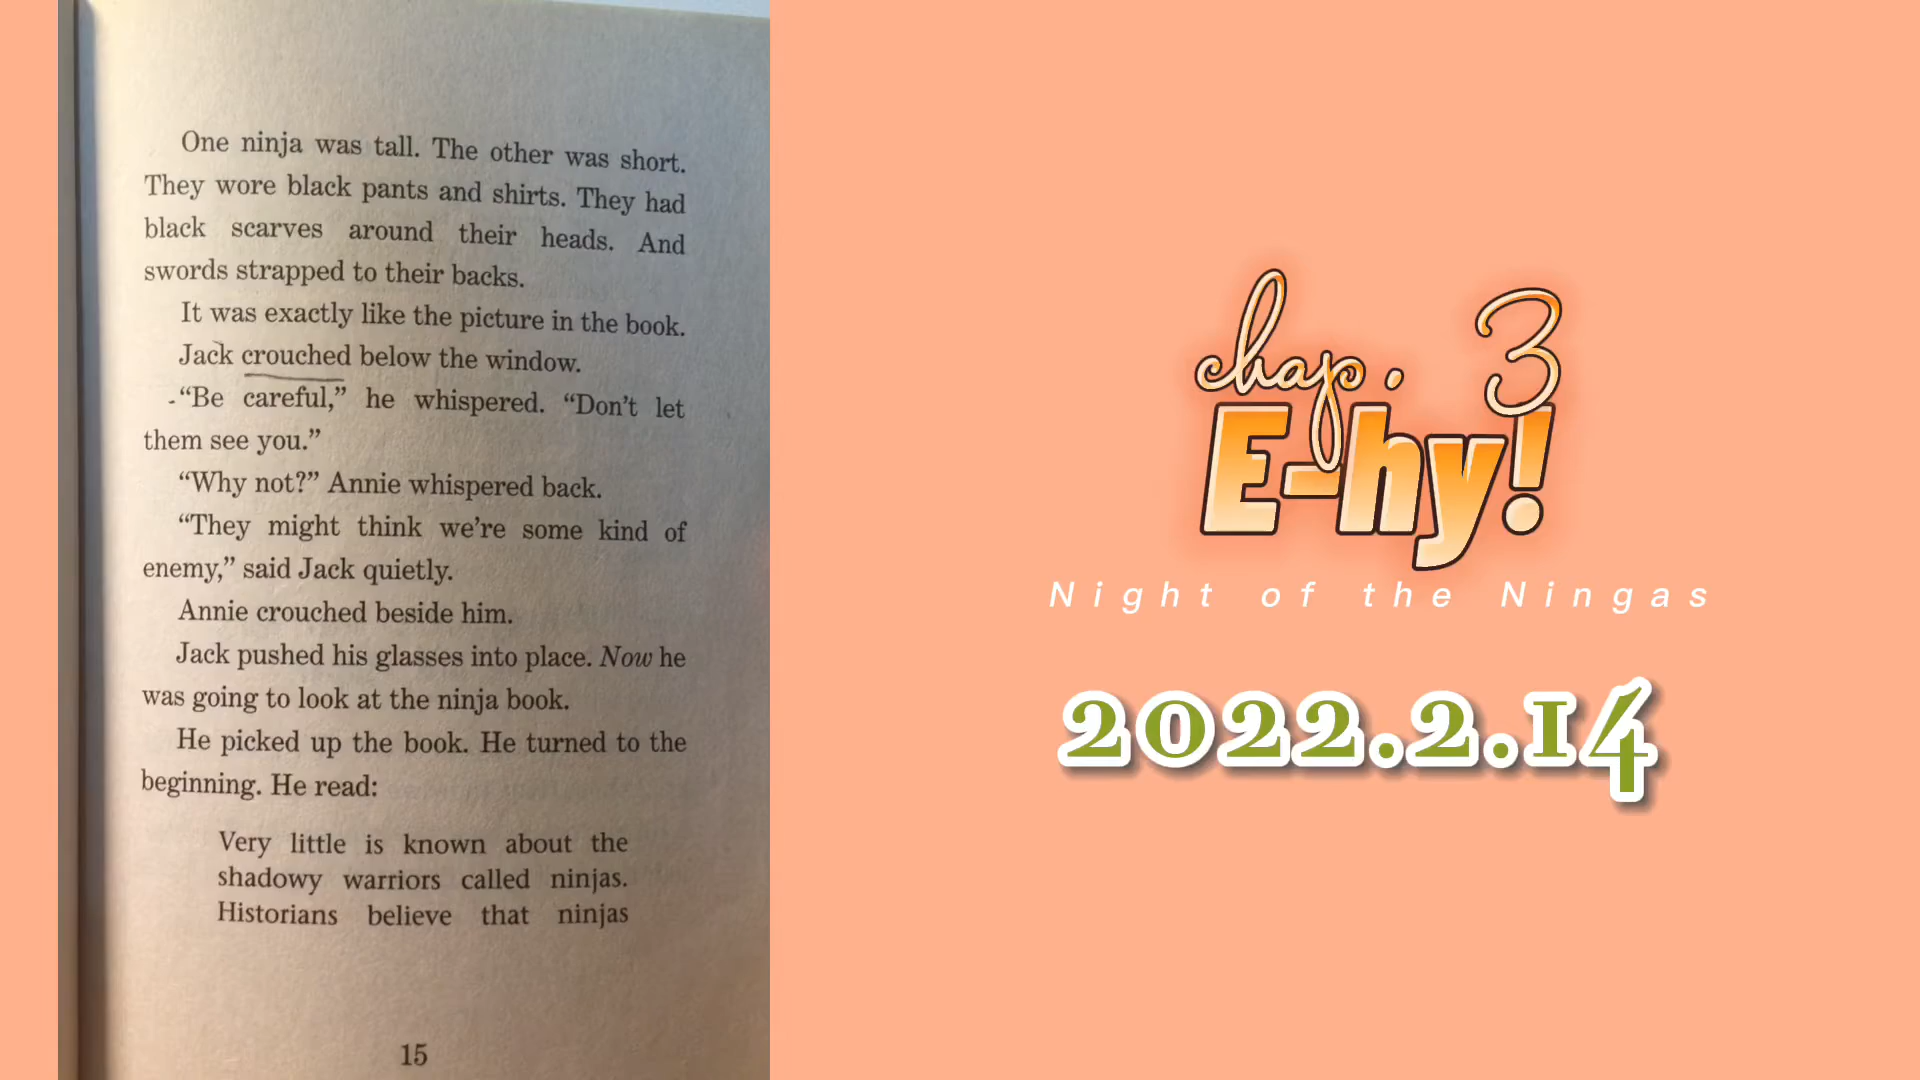 One ninja was tall. The other was short.
They wore black pants and shirts. They had
black scarves around their heads. And
swords strapped to their backs.
It was exactly like the picture in the book.
Jack crouched below the window.
“Be careful,” he whispered. “Don’t let
them see you.”
“Why not?” Annie whispered back.
“They might think we’re some kind of
enemy,” said Jack quietly.
Annie crouched beside him.
Jack pushed his glasses into place. Now he
was going to look at the ninja book.
He picked up the book. He turned to the
beginning. He read:
Very little is known about the
shadowy warriors called ninjas.
Historians believe that ninjas
15
chap. 3
E-hy!
Night of the Ningas
2022.2.14